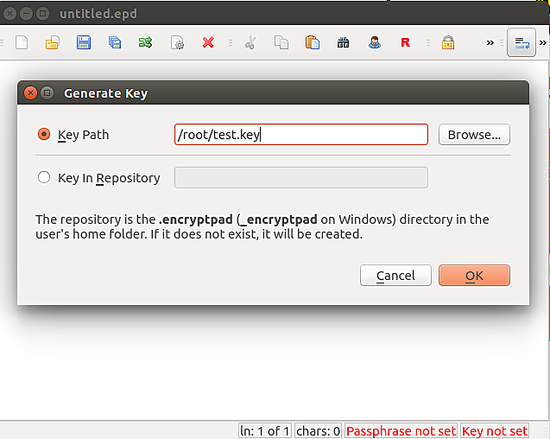 untitled.epd
R
»
»
Generate Key
Key Path
/root/test.key
Browse...
Key In Repository
The repository is the .encryptpad (_encryptpad on Windows) directory in the
user's home folder. If it does not exist, it will be created.
Cancel
OK
ln: 1 of 1
chars: 0
Passphrase not set
Key not set